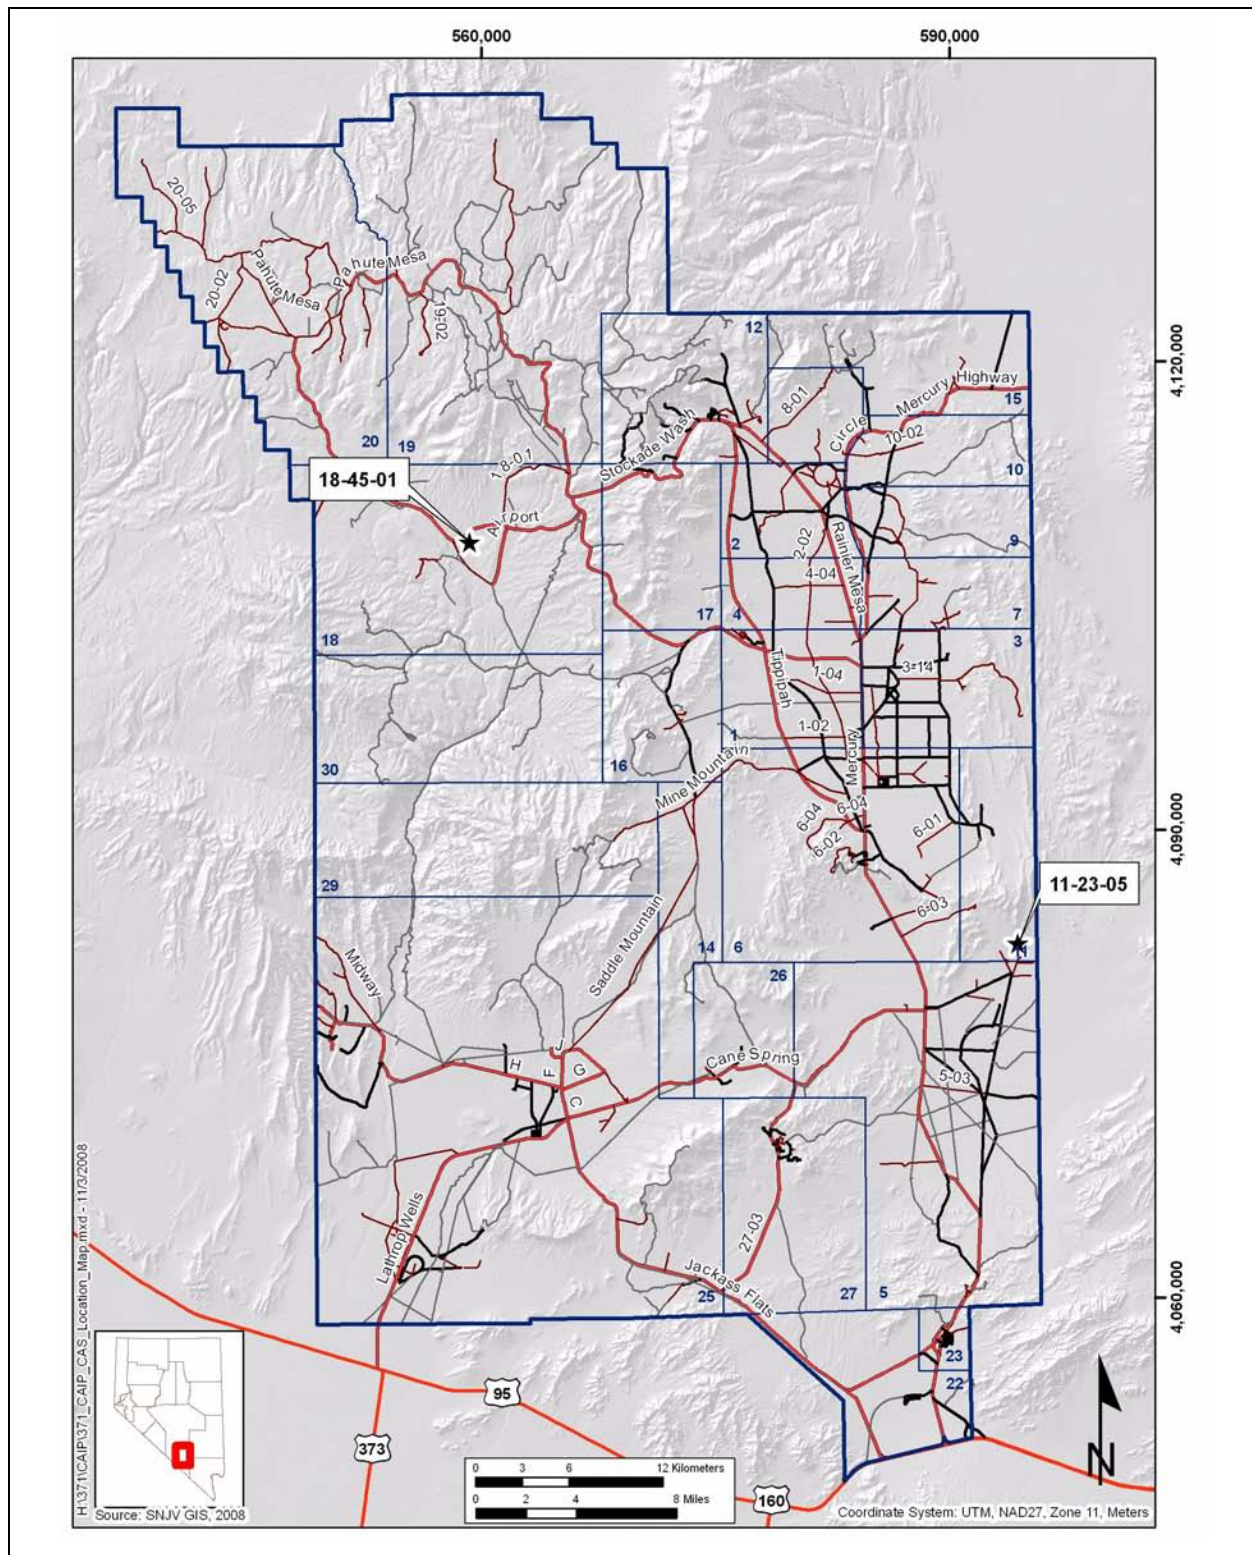 560,000
590,000
20-05
Pahute Mesa
Pahute Mesa
20-02
19-02
12
4,120,000
Mercury Highway
8-01
15
Circle
10-02
20
19
Stockade Wash
18-01
10
18-45-01
Airport
2
2-02
Rainier Mesa
9
4-04
17
4
7
18
3
Tippipah
1-04
3-14
1-02
1
Mercury
30
16
Mine Mountain
6-04
6-04
6-01
4,090,000
6-02
29
11-23-05
6-03
Saddle Mountain
14
6
11
Midway
26
J
H
F
G
Cane Spring
C
5-03
Lathrop Wells
27-03
Jackass Flats
25
27
5
4,060,000
23
22
95
373
160
N
0 3 6 12 Kilometers
0 2 4 8 Miles
Source: SNJV GIS, 2008
Coordinate System: UTM, NAD27, Zone 11, Meters
H:\371\CAIP\371_CAIP_CAS_Location_Map.mxd - 11/3/2008